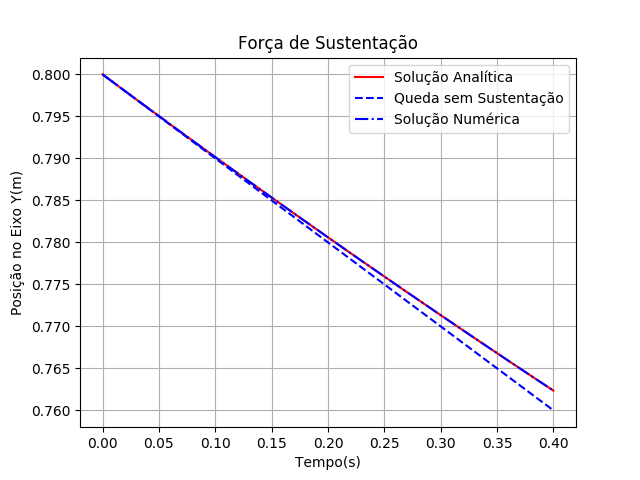 Força de Sustentação
Solução Analítica
Queda sem Sustentação
Solução Numérica
Posição no Eixo Y(m)
0.800
0.795
0.790
0.785
0.780
0.775
0.770
0.765
0.760
0.00 0.05 0.10 0.15 0.20 0.25 0.30 0.35 0.40
Tempo(s)